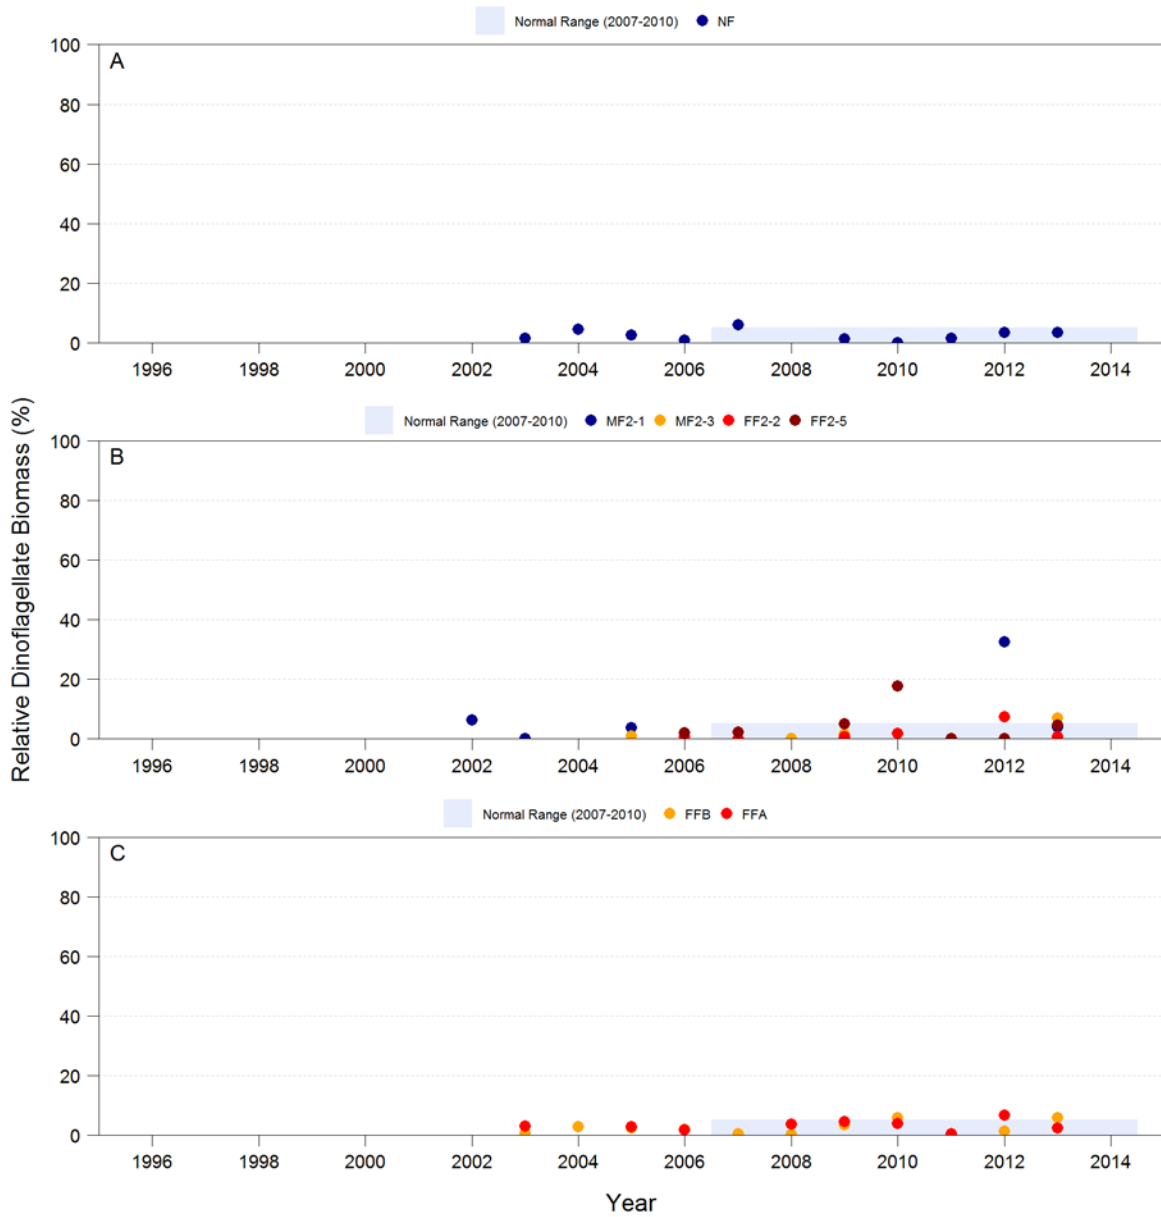 Normal Range (2007-2010) NF
A
100
80
60
40
20
0
1996 1998 2000 2002 2004 2006 2008 2010 2012 2014
Relative Dinoflagellate Biomass (%)
Normal Range (2007-2010) MF2-1 MF2-3 FF2-2 FF2-5
B
100
80
60
40
20
0
1996 1998 2000 2002 2004 2006 2008 2010 2012 2014
Normal Range (2007-2010) FFB FFA
C
100
80
60
40
20
0
1996 1998 2000 2002 2004 2006 2008 2010 2012 2014
Year